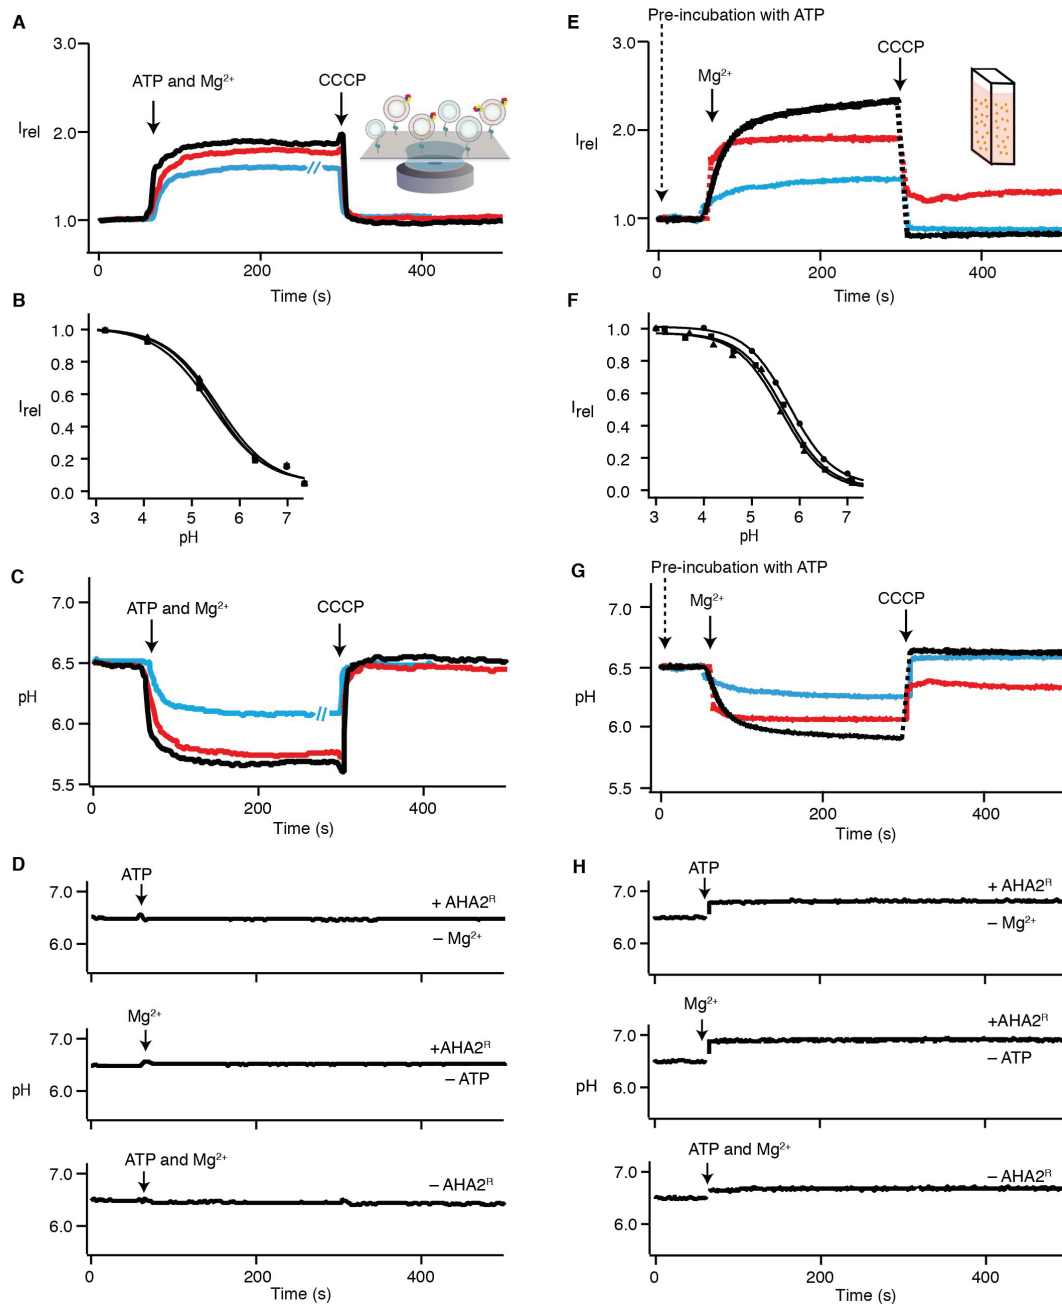 A
3.0
2.0
1.0
I_rel
ATP and Mg²⁺
CCCP
0
200
400
Time (s)
B
1.0
0.8
0.6
0.4
0.2
0.0
I_rel
3
4
5
6
7
pH
C
7.0
6.5
6.0
5.5
pH
ATP and Mg²⁺
CCCP
0
200
400
Time (s)
D
7.0
6.0
ATP
+ AHA2ᴿ
– Mg²⁺
7.0
6.0
pH
Mg²⁺
+AHA2ᴿ
– ATP
7.0
6.0
ATP and Mg²⁺
– AHA2ᴿ
0
200
400
Time (s)
E
Pre-incubation with ATP
3.0
2.0
1.0
I_rel
Mg²⁺
CCCP
0
200
400
Time (s)
F
1.0
0.8
0.6
0.4
0.2
0.0
I_rel
3
4
5
6
7
pH
G
Pre-incubation with ATP
7.0
6.5
6.0
5.5
pH
Mg²⁺
CCCP
0
200
400
Time (s)
H
7.0
6.0
ATP
+ AHA2ᴿ
– Mg²⁺
7.0
6.0
pH
Mg²⁺
+AHA2ᴿ
– ATP
7.0
6.0
ATP and Mg²⁺
– AHA2ᴿ
0
200
400
Time (s)